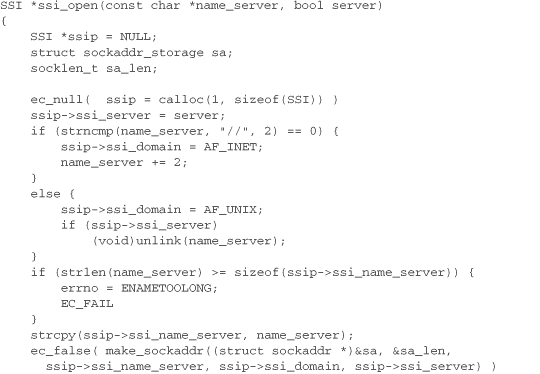 SSI *ssi_open(const char *name_server, bool server)
{
    SSI *ssip = NULL;
    struct sockaddr_storage sa;
    socklen_t sa_len;

    ec_null(  ssip = calloc(1, sizeof(SSI)) )
    ssip->ssi_server = server;
    if (strncmp(name_server, "//", 2) == 0) {
        ssip->ssi_domain = AF_INET;
        name_server += 2;
    }
    else {
        ssip->ssi_domain = AF_UNIX;
        if (ssip->ssi_server)
            (void)unlink(name_server);
    }
    if (strlen(name_server) >= sizeof(ssip->ssi_name_server)) {
        errno = ENAMETOOLONG;
        EC_FAIL
    }
    strcpy(ssip->ssi_name_server, name_server);
    ec_false( make_sockaddr((struct sockaddr *)&sa, &sa_len,
      ssip->ssi_name_server, ssip->ssi_domain, ssip->ssi_server) )